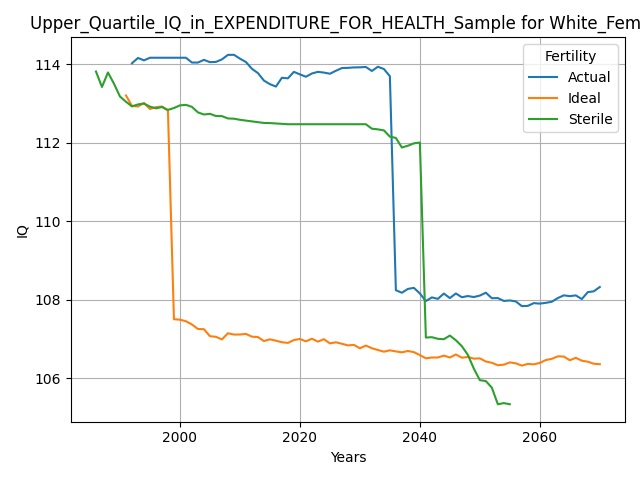 Upper_Quartile_IQ_in_EXPENDITURE_FOR_HEALTH_Sample for White_Fem
114
112
110
108
106
IQ
Fertility
Actual
Ideal
Sterile
2000
2020
2040
2060
Years